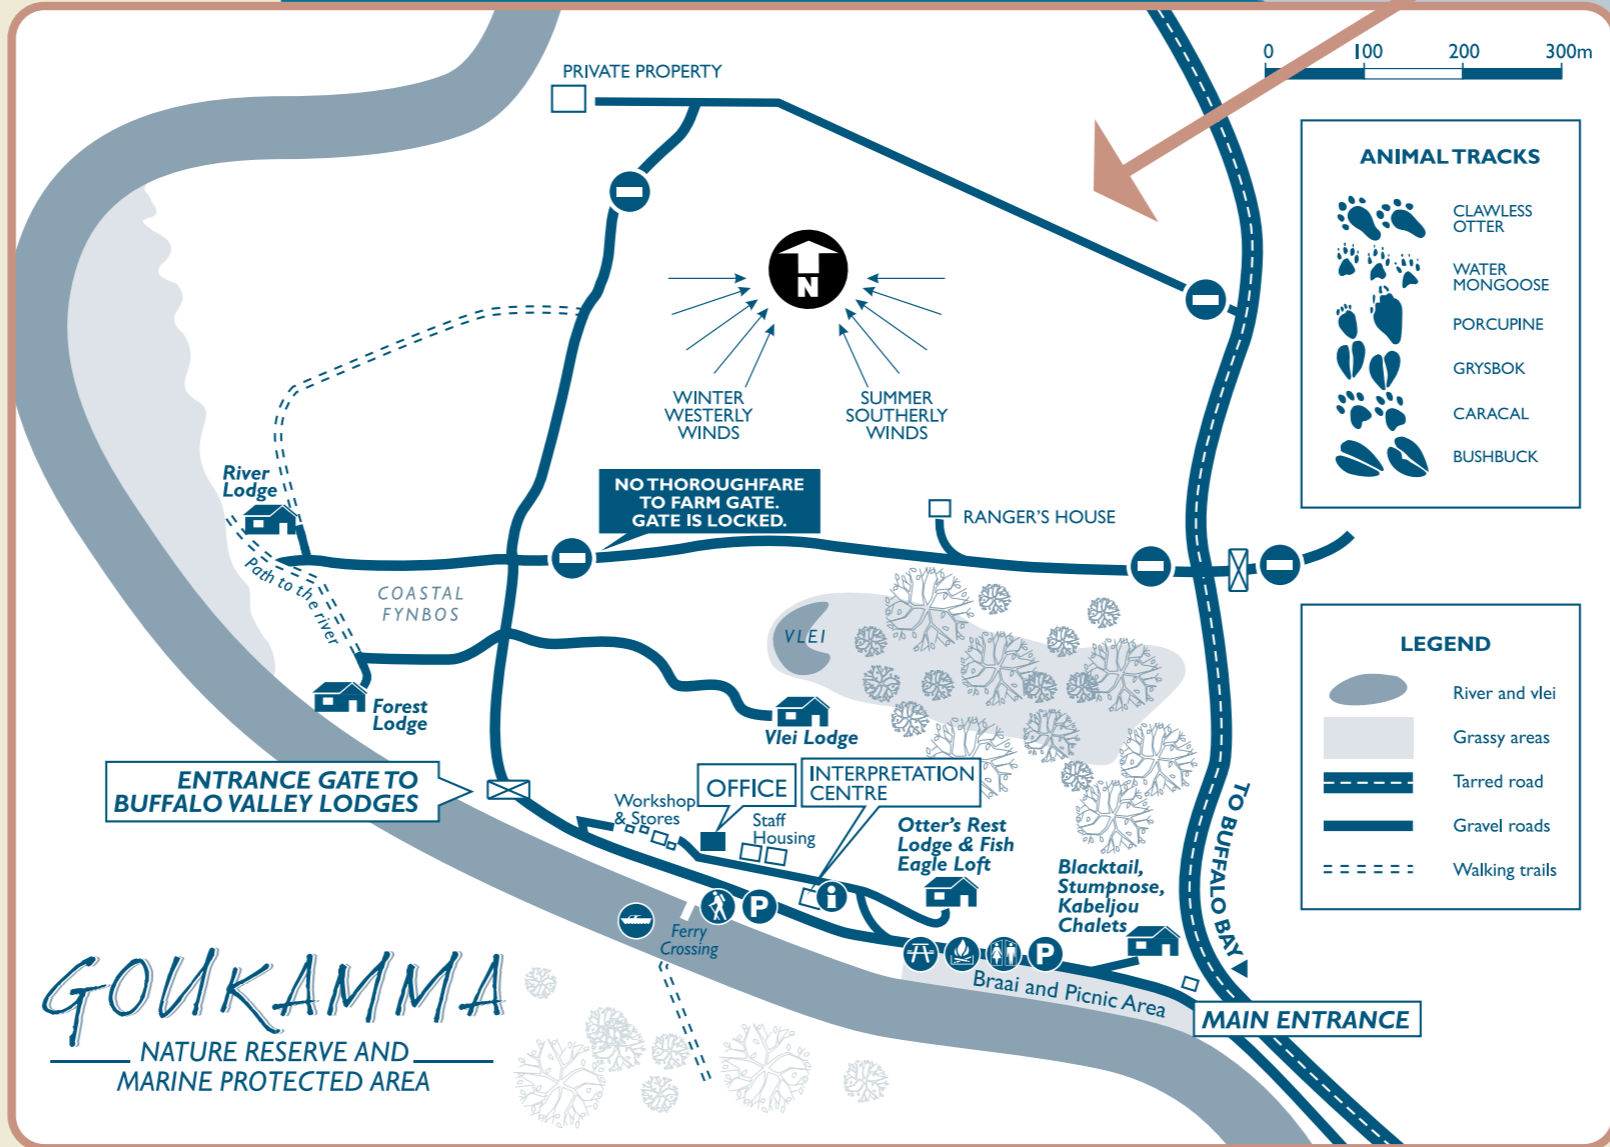 PRIVATE PROPERTY
0 100 200 300m
ANIMAL TRACKS
CLAWLESS
OTTER
WATER
MONGOOSE
PORCUPINE
GRYSBOK
CARACAL
BUSHBUCK
N
WINTER
WESTERLY
WINDS
SUMMER
SOUTHERLY
WINDS
River
Lodge
NO THOROUGHFARE
TO FARM GATE.
GATE IS LOCKED.
RANGER'S HOUSE
Path to the river
COASTAL
FYNBOS
VLEI
Forest
Lodge
Vlei Lodge
LEGEND
River and vlei
Grassy areas
Tarred road
Gravel roads
Walking trails
ENTRANCE GATE TO
BUFFALO VALLEY LODGES
Workshop
& Stores
OFFICE
INTERPRETATION
CENTRE
Staff
Housing
Otter's Rest
Lodge & Fish
Eagle Loft
Blacktail,
Stumpnose,
Kabeljou
Chalets
TO BUFFALO BAY
i
P
P
Ferry
Crossing
Braai and Picnic Area
MAIN ENTRANCE
GOUKAMMA
NATURE RESERVE AND
MARINE PROTECTED AREA